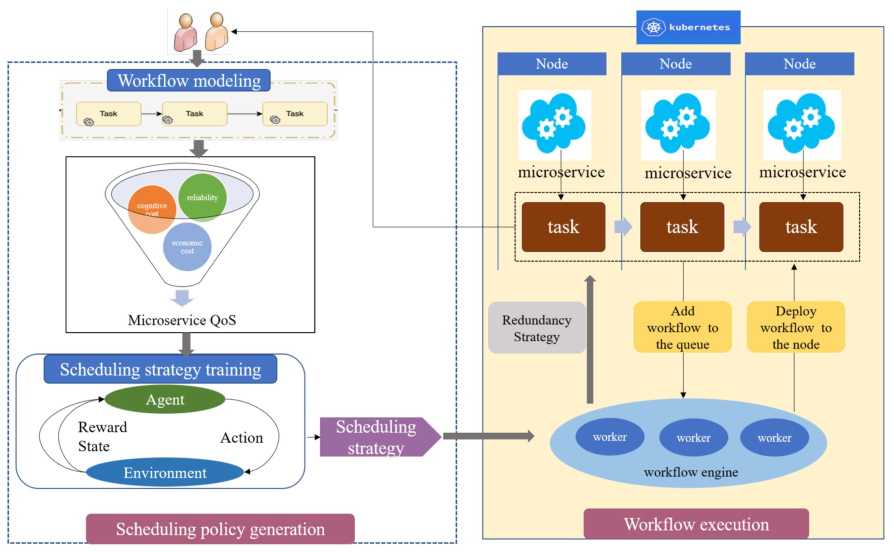 kubernetes
Workflow modeling
Task
Task
Task
cognitive
cost
reliability
economic
cost
Microservice QoS
Scheduling strategy training
Agent
Reward
State
Action
Environment
Scheduling
strategy
Scheduling policy generation
Node
Node
Node
microservice
microservice
microservice
task
task
task
Redundancy
Strategy
Add
workflow to
the queue
Deploy
workflow to
the node
worker
worker
worker
workflow engine
Workflow execution